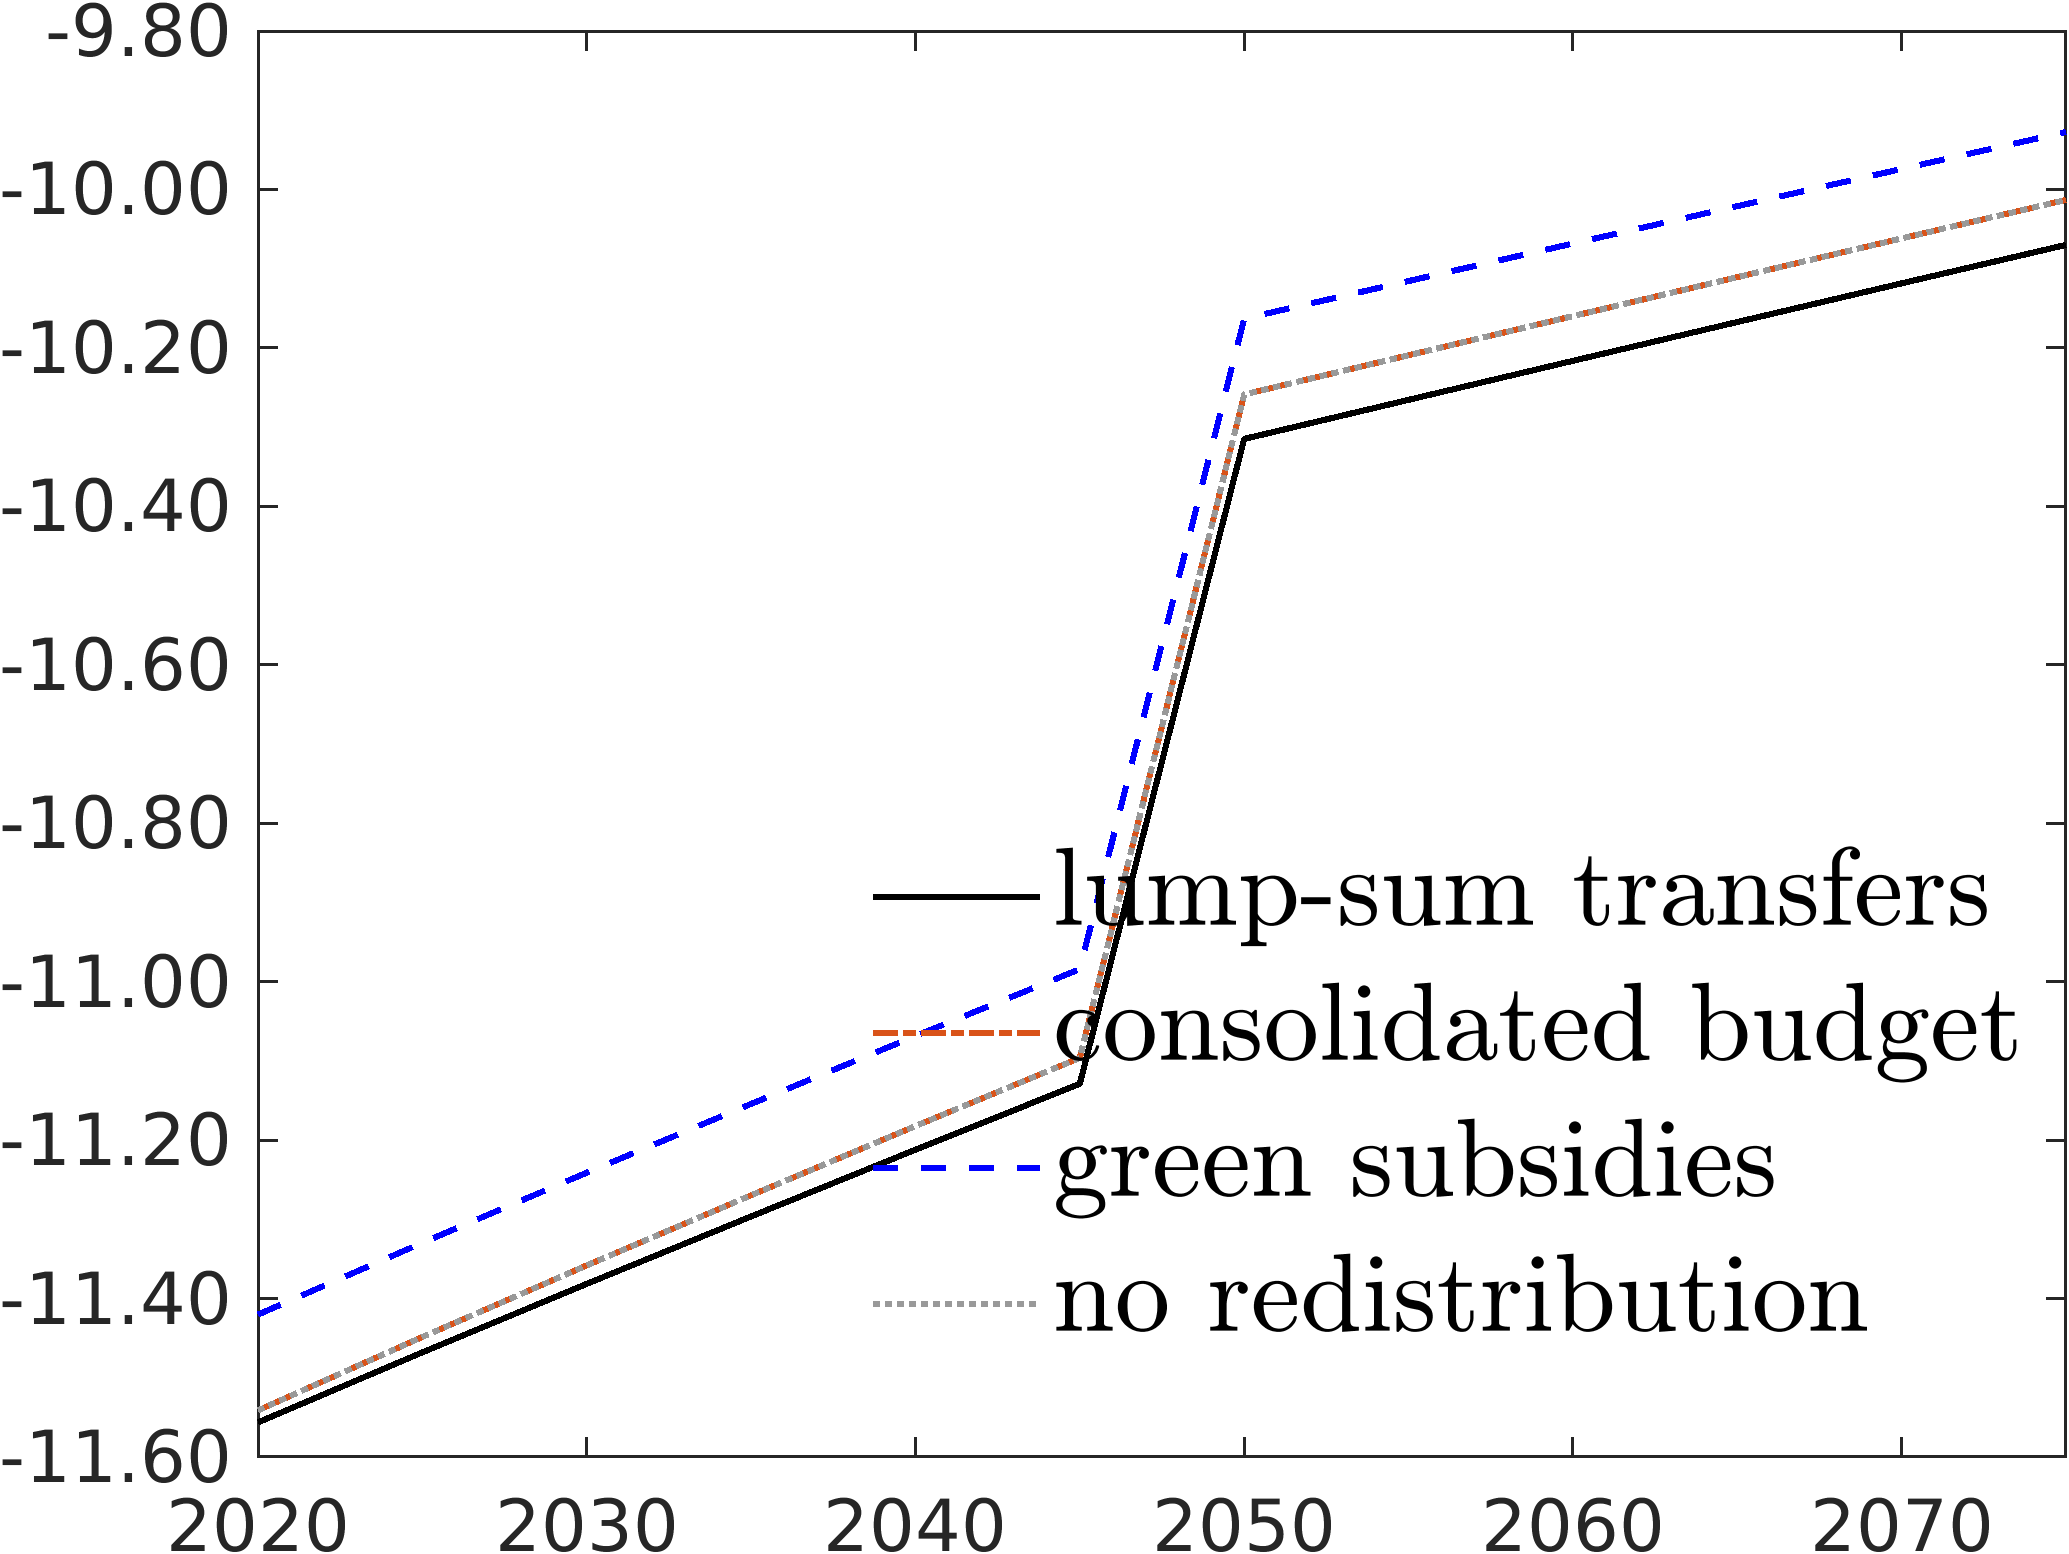 -9.80
-10.00
-10.20
-10.40
-10.60
-10.80
-11.00
-11.20
-11.40
-11.60
lump-sum transfers
consolidated budget
green subsidies
no redistribution
2020 2030 2040 2050 2060 2070